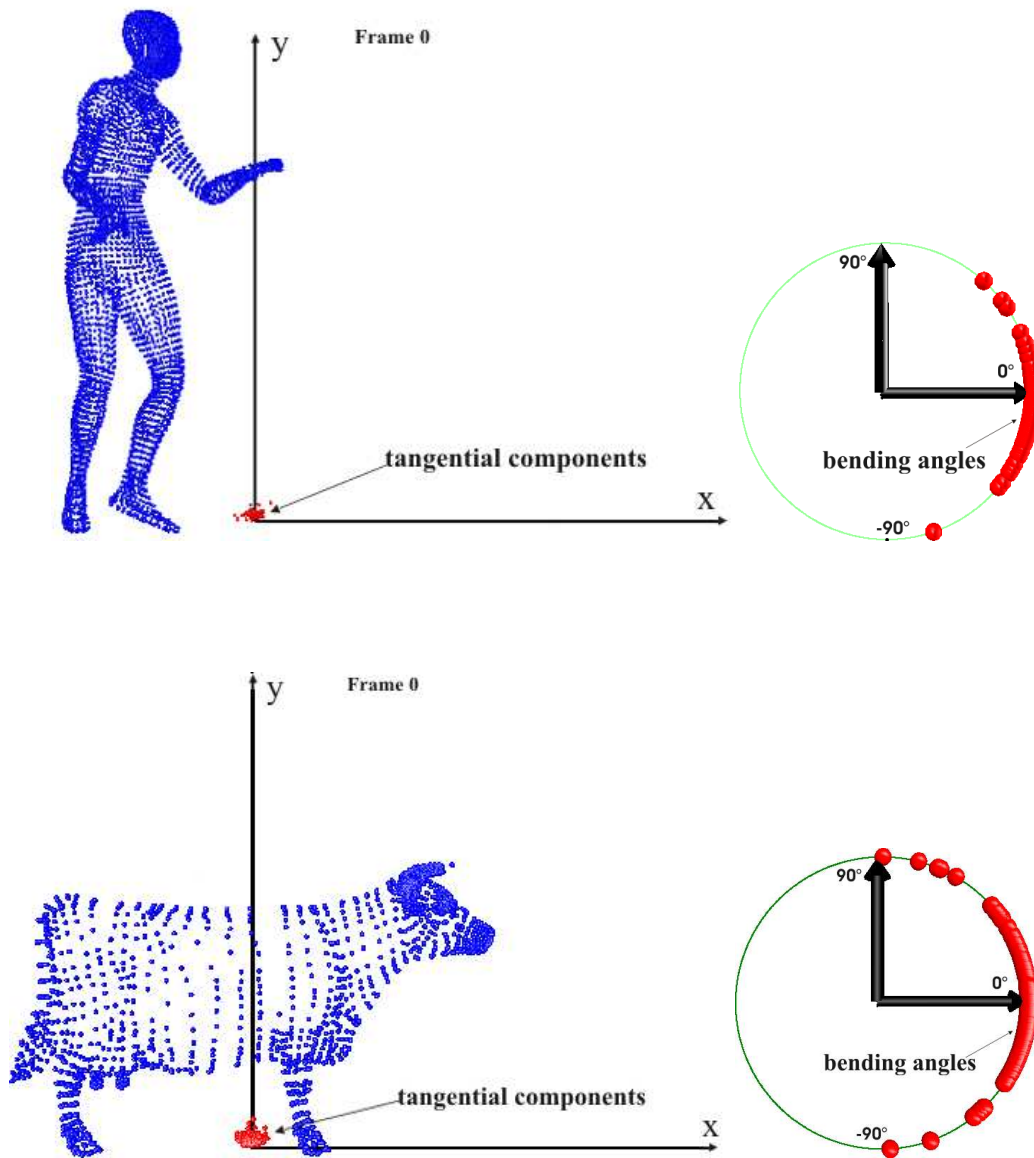 y
Frame 0
90°
0°
bending angles
tangential components
x
-90°
y
Frame 0
90°
0°
bending angles
tangential components
x
-90°